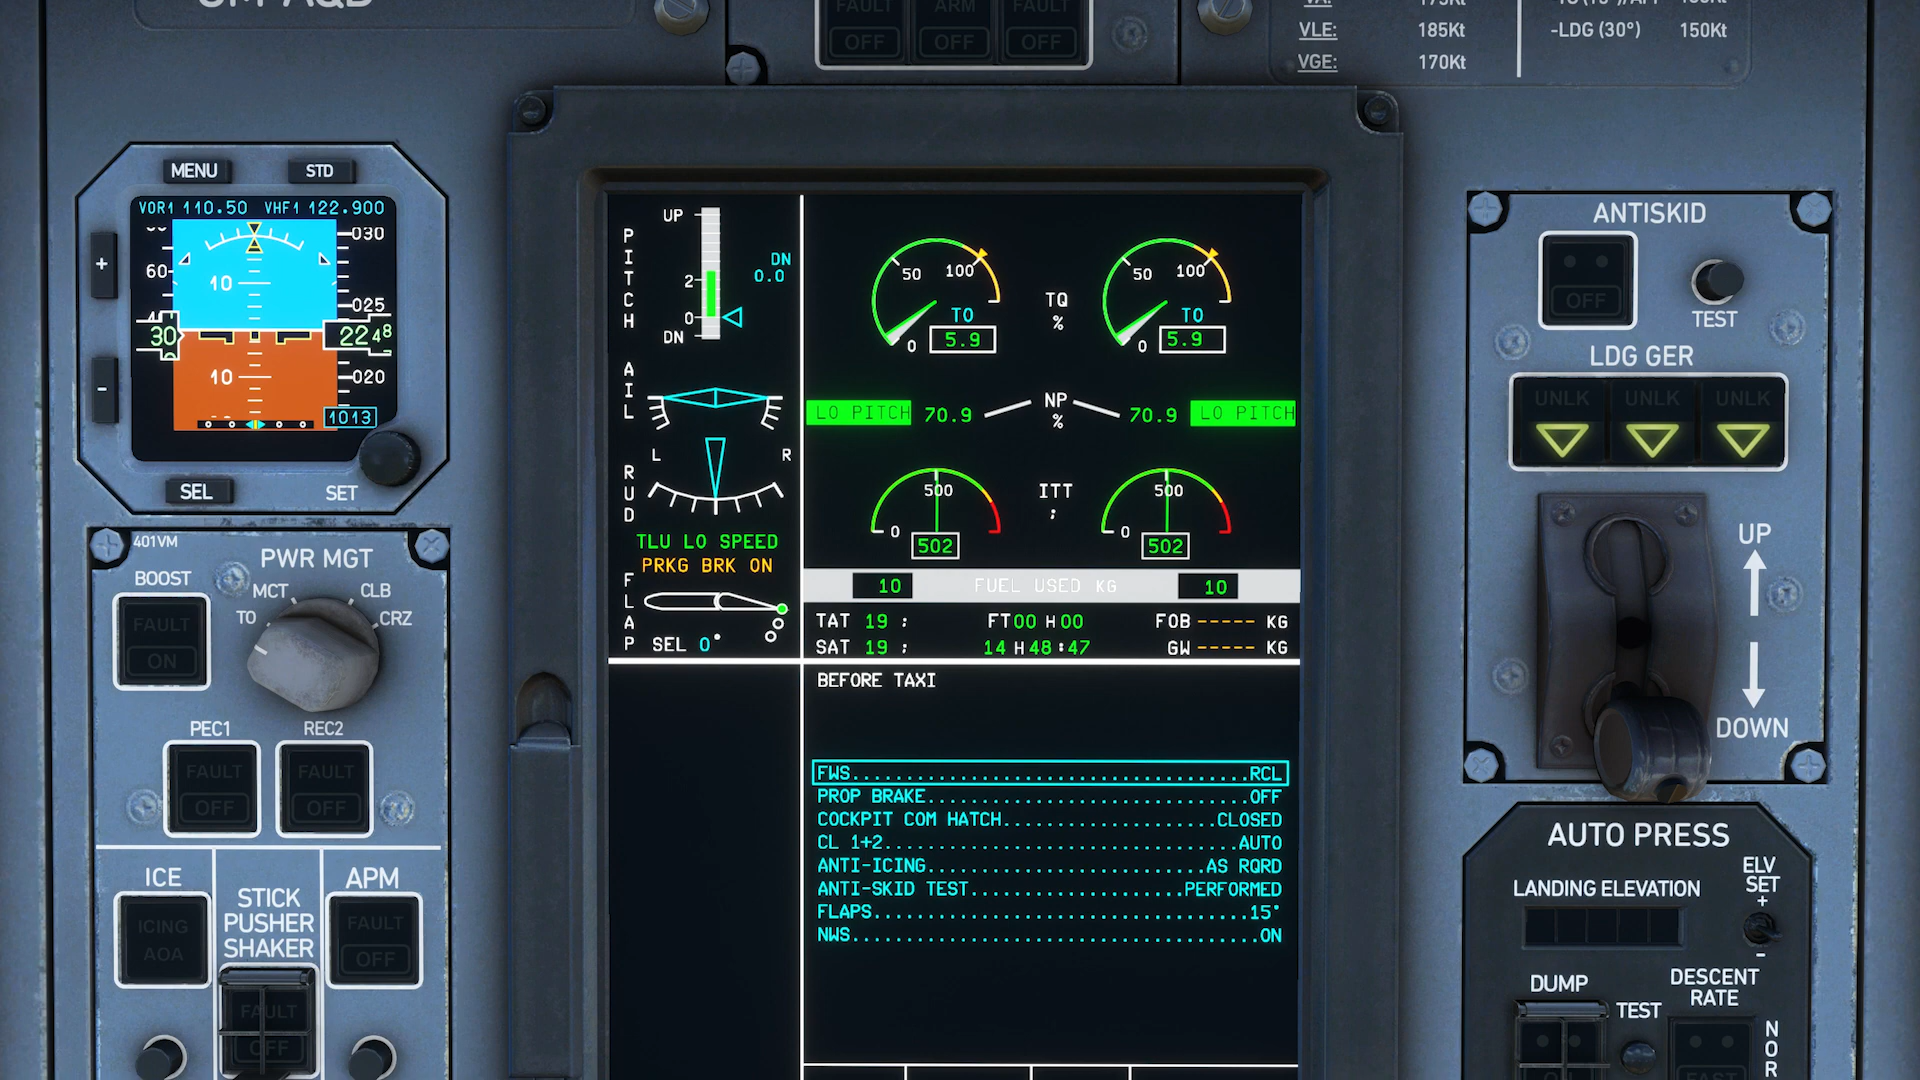 FAULT ARM FAULT
OFF OFF OFF
VLE: 185Kt
VGE: 170Kt
-LDG (30°) 150Kt
MENU STD
VOR1 110.50 VHF1 122.900
030
60
10
025
30
22 48
10
020
1013
+
-
SEL SET
401VM
PWR MGT
BOOST
MCT CLB
TO CRZ
FAULT
ON
PEC1 REC2
FAULT FAULT
OFF OFF
ICE
STICK
PUSHER
SHAKER
APM
ICING
AOA
FAULT
OFF
FAULT
OFF
PITCH
UP
2
0
DN
DN
0.0
AIL
L R
RUD
TLU LO SPEED
PRKG BRK ON
FLAP
SEL 0°
50 100 50 100
TQ
%
TO TO
0 5.9 0 5.9
LO PITCH 70.9 NP 70.9 LO PITCH
%
500 ITT 500
;
0 0
502 502
10 FUEL USED KG 10
TAT 19 ; FT00 H00 FOB ----- KG
SAT 19 ; 14 H48:47 GW ----- KG
BEFORE TAXI
FWS.....................................RCL
PROP BRAKE..............................OFF
COCKPIT COM HATCH....................CLOSED
CL 1+2.................................AUTO
ANTI-ICING..........................AS RQRD
ANTI-SKID TEST....................PERFORMED
FLAPS...................................15°
NWS......................................ON
ANTISKID
OFF
TEST
LDG GER
UNLK UNLK UNLK
UP
DOWN
AUTO PRESS
LANDING ELEVATION
ELV
SET
+
-
DUMP
TEST
DESCENT
RATE
NOR